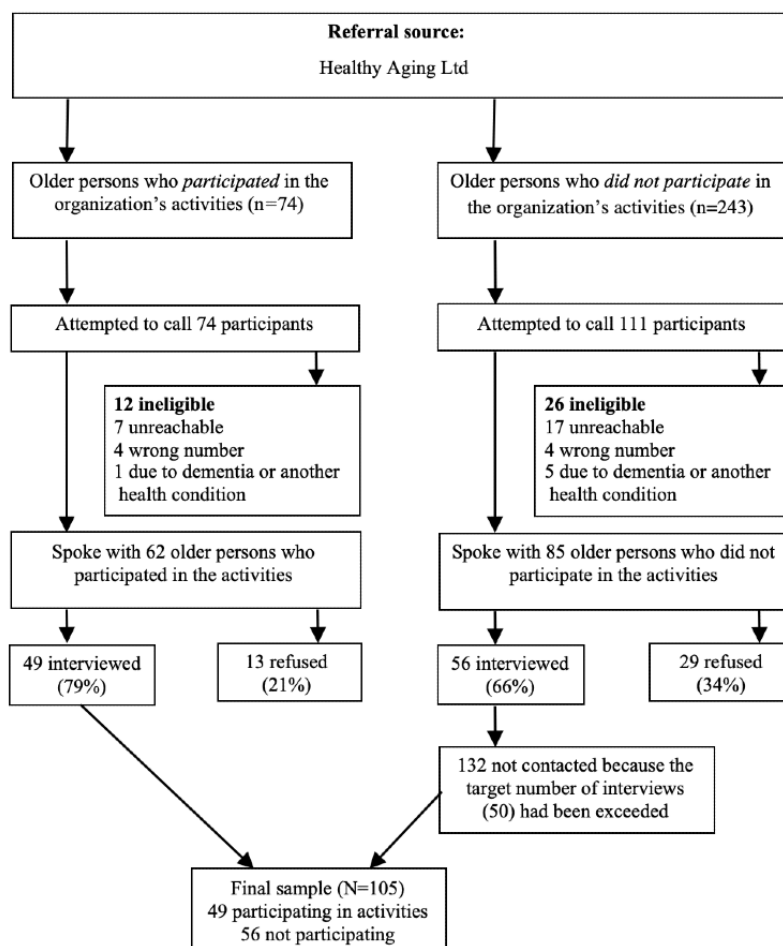 Referral source:
Healthy Aging Ltd
Older persons who participated in the
organization's activities (n=74)
Older persons who did not participate in
the organization's activities (n=243)
Attempted to call 74 participants
Attempted to call 111 participants
12 ineligible
7 unreachable
4 wrong number
1 due to dementia or another
health condition
26 ineligible
17 unreachable
4 wrong number
5 due to dementia or another
health condition
Spoke with 62 older persons who
participated in the activities
Spoke with 85 older persons who did not
participate in the activities
49 interviewed
(79%)
13 refused
(21%)
56 interviewed
(66%)
29 refused
(34%)
132 not contacted because the
target number of interviews
(50) had been exceeded
Final sample (N=105)
49 participating in activities
56 not participating